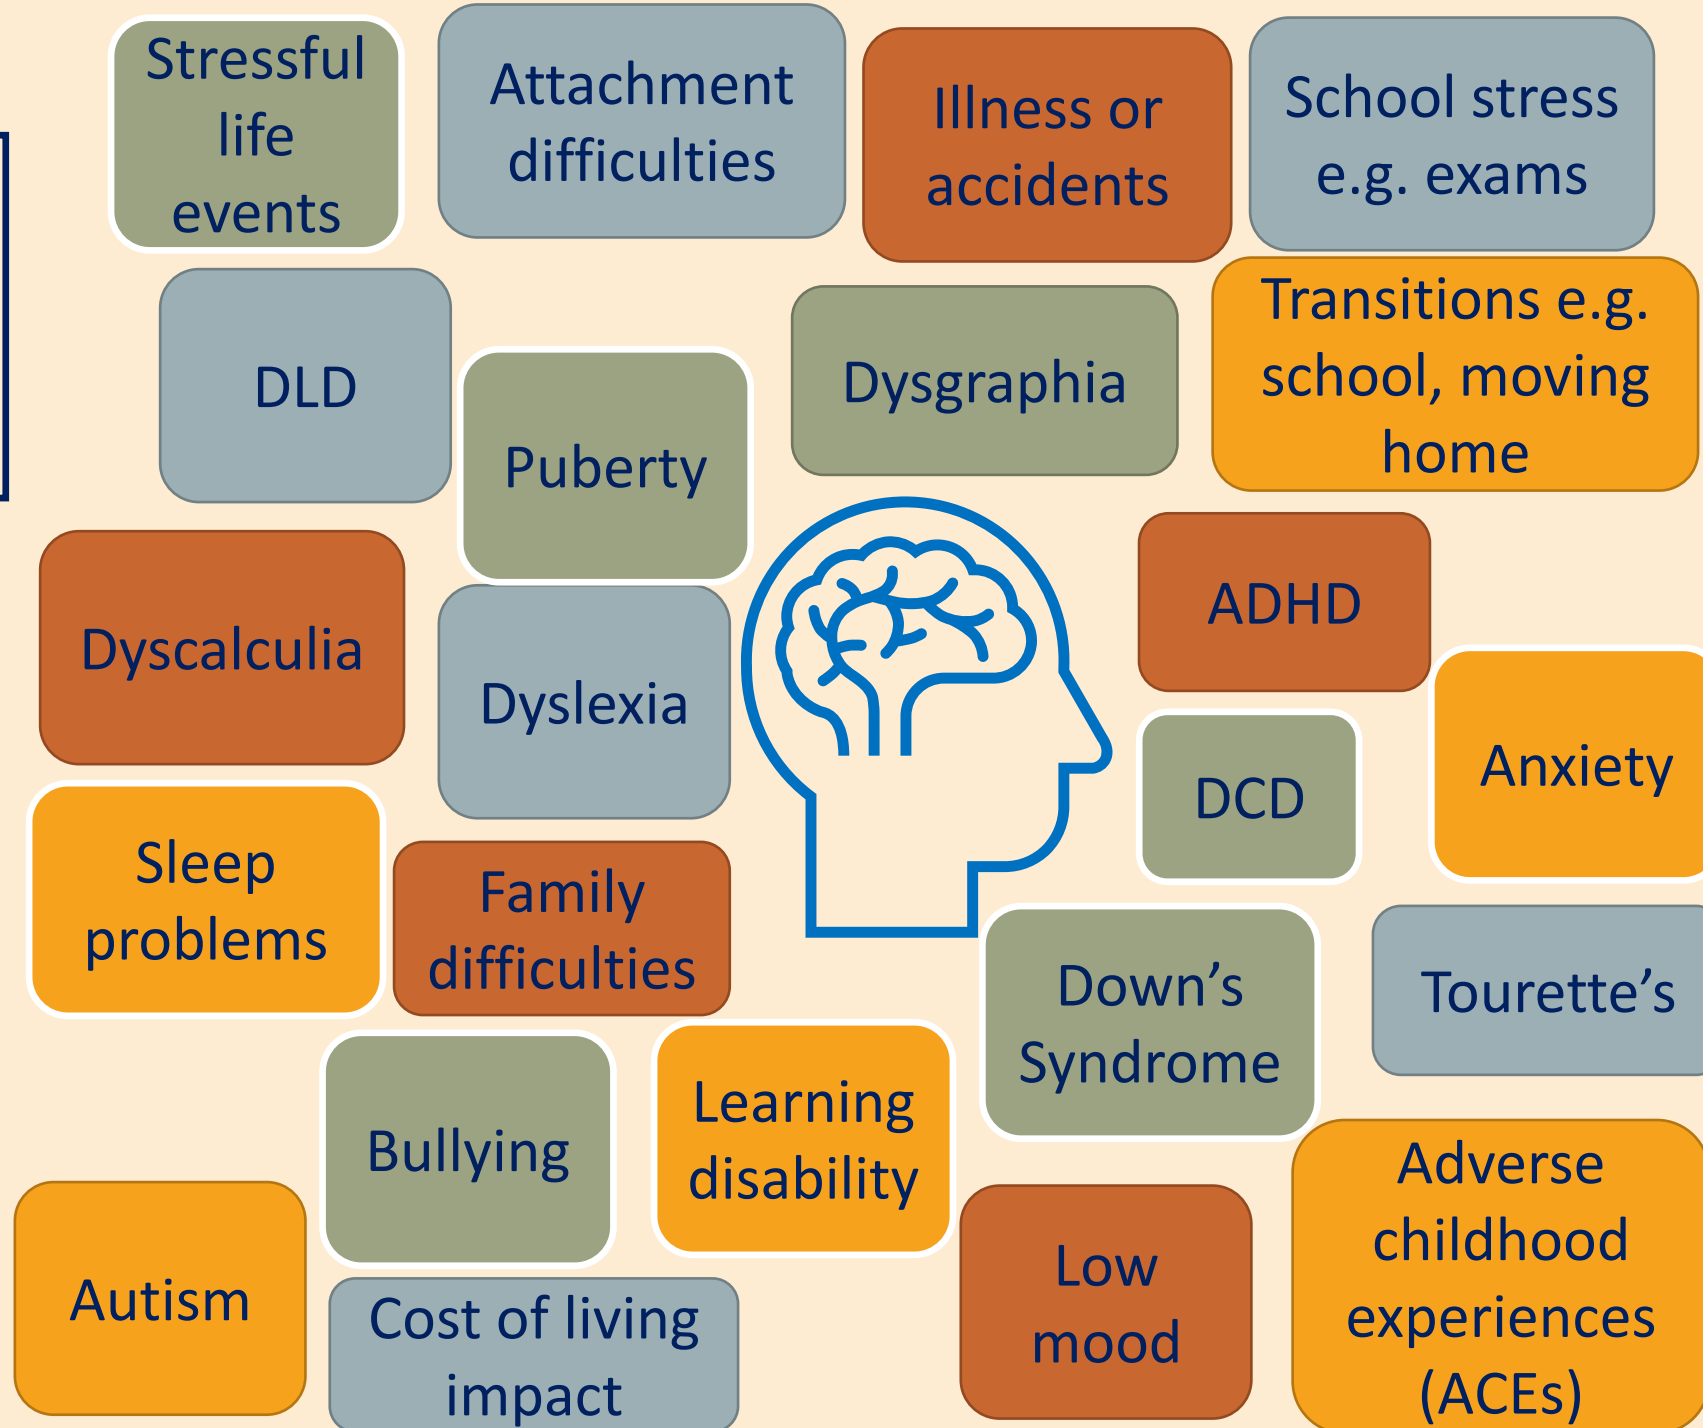 Stressful
life
events
Attachment
difficulties
Illness or
accidents
School stress
e.g. exams
DLD
Puberty
Dysgraphia
Transitions e.g.
school, moving
home
Dyscalculia
Dyslexia
ADHD
DCD
Anxiety
Sleep
problems
Family
difficulties
Down’s
Syndrome
Tourette’s
Bullying
Learning
disability
Autism
Cost of living
impact
Low
mood
Adverse
childhood
experiences
(ACEs)